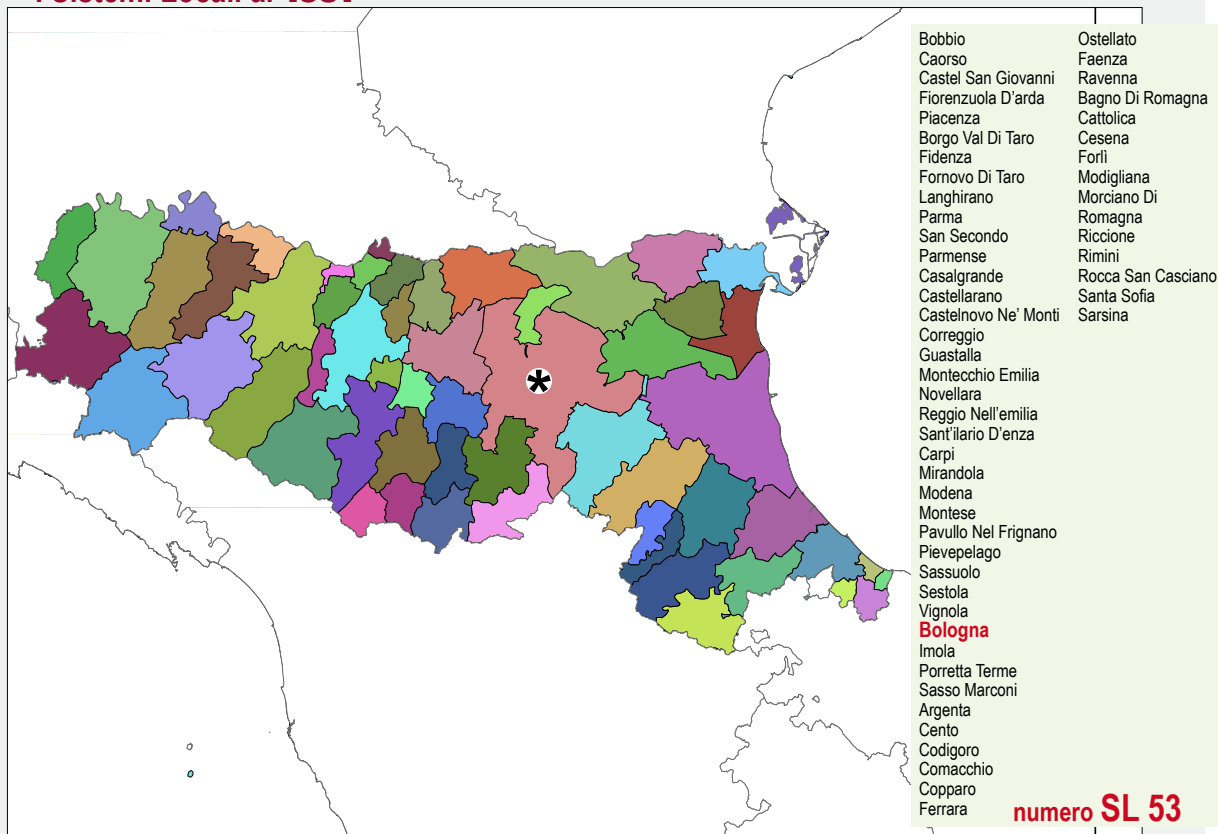 Bobbio
Caorso
Castel San Giovanni
Fiorenzuola D'arda
Piacenza
Borgo Val Di Taro
Fidenza
Fornovo Di Taro
Langhirano
Parma
San Secondo
Parmense
Casalgrande
Castellarano
Castelnovo Ne' Monti
Correggio
Guastalla
Montecchio Emilia
Novellara
Reggio Nell'emilia
Sant'ilario D'enza
Carpi
Mirandola
Modena
Montese
Pavullo Nel Frignano
Pievepelago
Sassuolo
Sestola
Vignola
Bologna
Imola
Porretta Terme
Sasso Marconi
Argenta
Cento
Codigoro
Comacchio
Copparo
Ferrara
Ostellato
Faenza
Ravenna
Bagno Di Romagna
Cattolica
Cesena
Forlì
Modigliana
Morciano Di
Romagna
Riccione
Rimini
Rocca San Casciano
Santa Sofia
Sarsina
numero SL 53
*